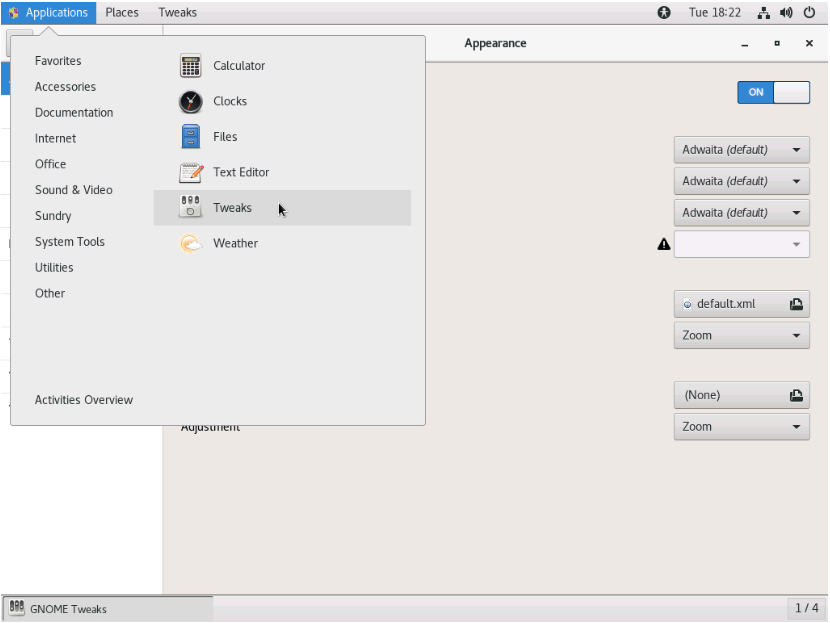 Applications Places Tweaks Tue 18:22
Appearance
Favorites
Accessories
Documentation
Internet
Office
Sound & Video
Sundry
System Tools
Utilities
Other
Activities Overview
Calculator
Clocks
Files
Text Editor
Tweaks
Weather
ON
Adwaita (default)
Adwaita (default)
Adwaita (default)
default.xml
Zoom
(None)
Adjustment Zoom
GNOME Tweaks 1 / 4